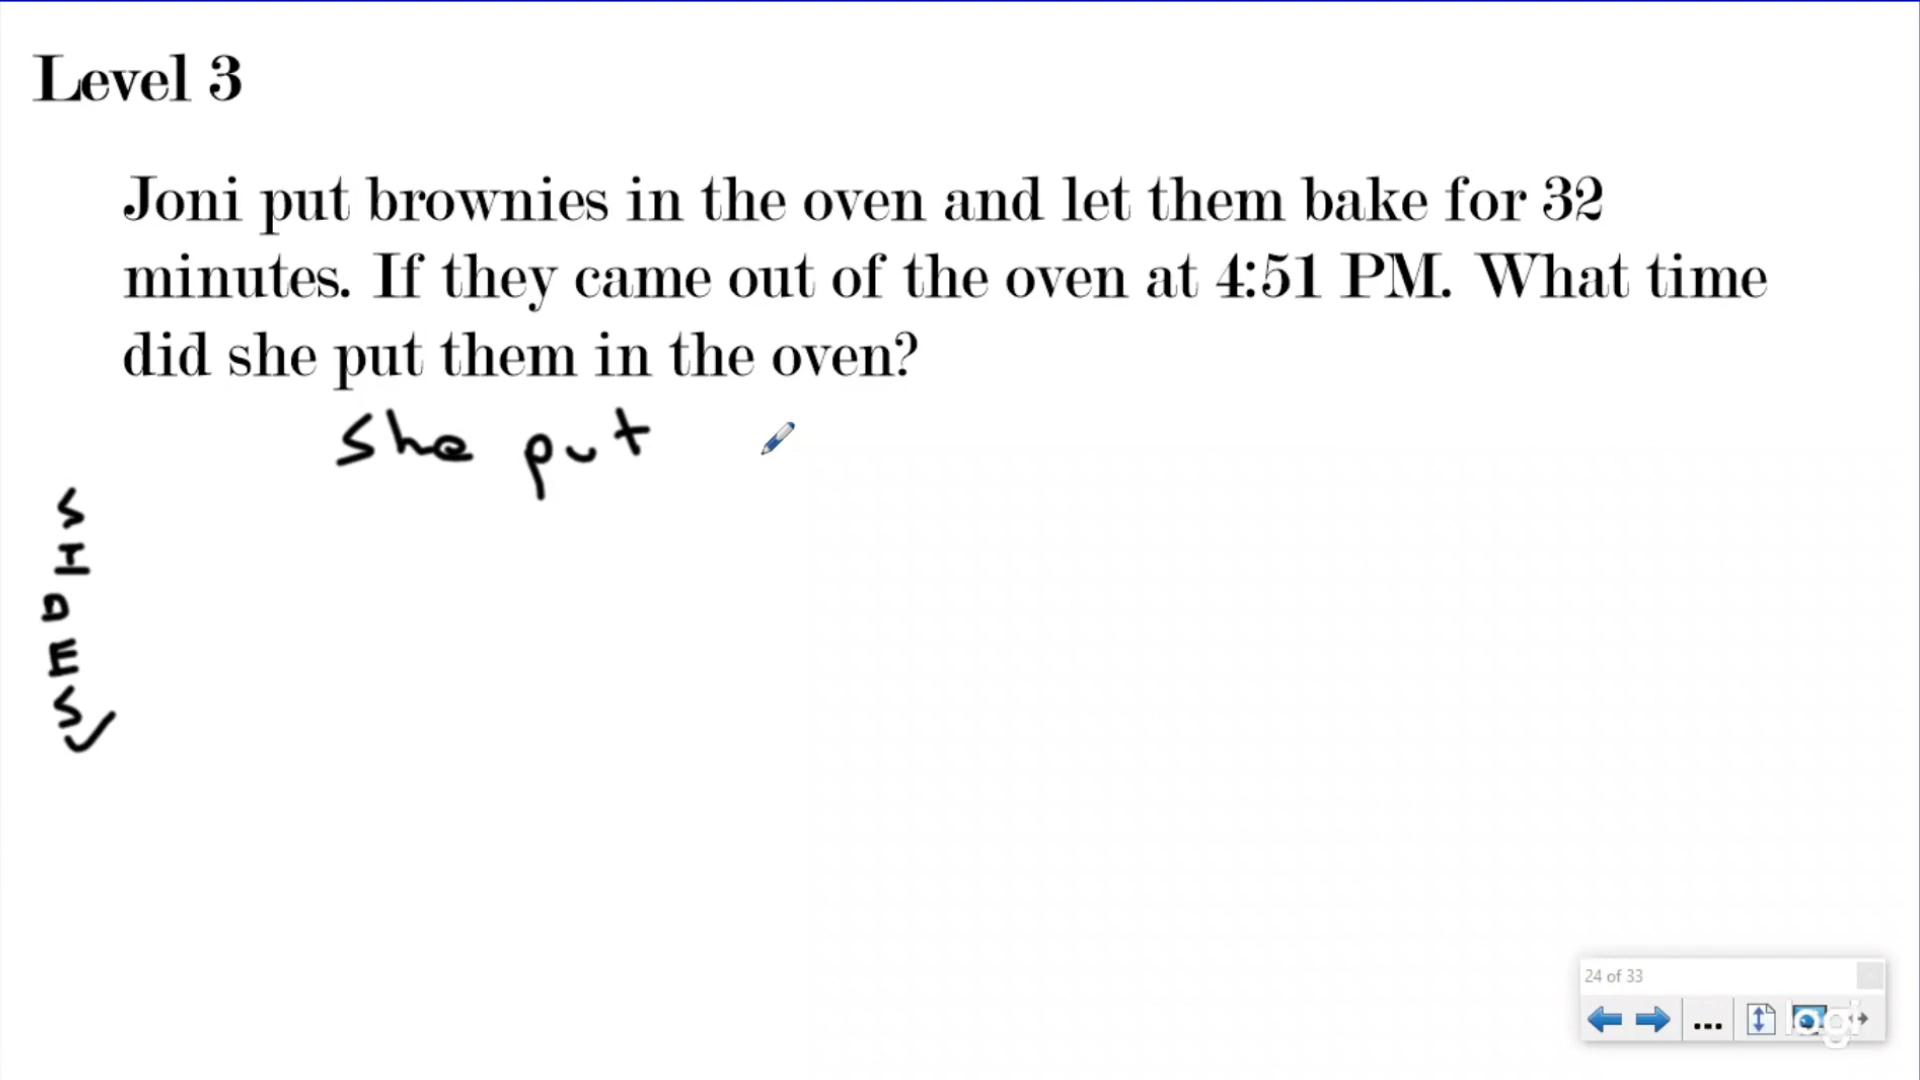 Level 3
Joni put brownies in the oven and let them bake for 32
minutes. If they came out of the oven at 4:51 PM. What time
did she put them in the oven?
She put
S
I
D
E
S
24 of 33
...
logi